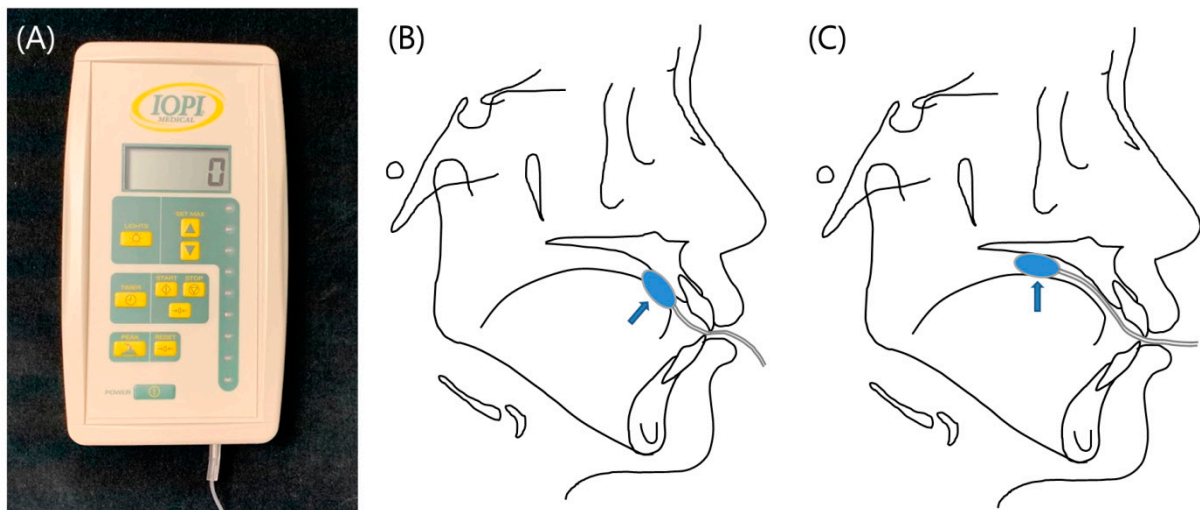 (A)
IOPI
MEDICAL
0
LIGHTS
SET MAX
TIMER
START
STOP
PEAK
RESET
POWER
(B)
(C)